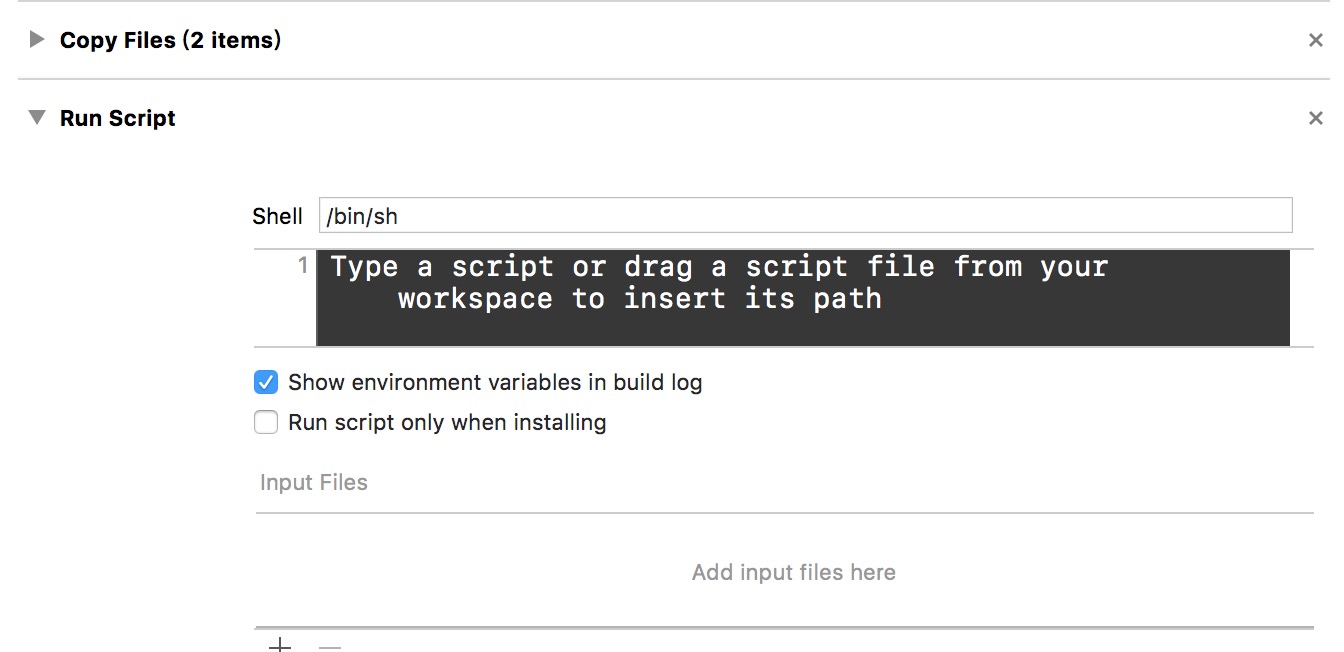 Copy Files (2 items)
Run Script
Shell /bin/sh
1 Type a script or drag a script file from your
workspace to insert its path
Show environment variables in build log
Run script only when installing
Input Files
Add input files here